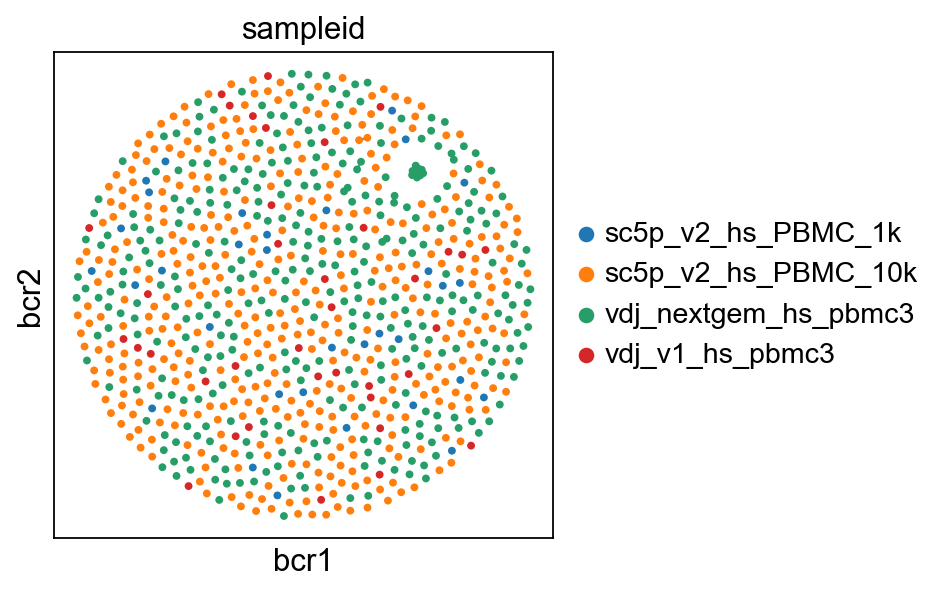 sampleid
bcr2
bcr1
sc5p_v2_hs_PBMC_1k
sc5p_v2_hs_PBMC_10k
vdj_nextgem_hs_pbmc3
vdj_v1_hs_pbmc3